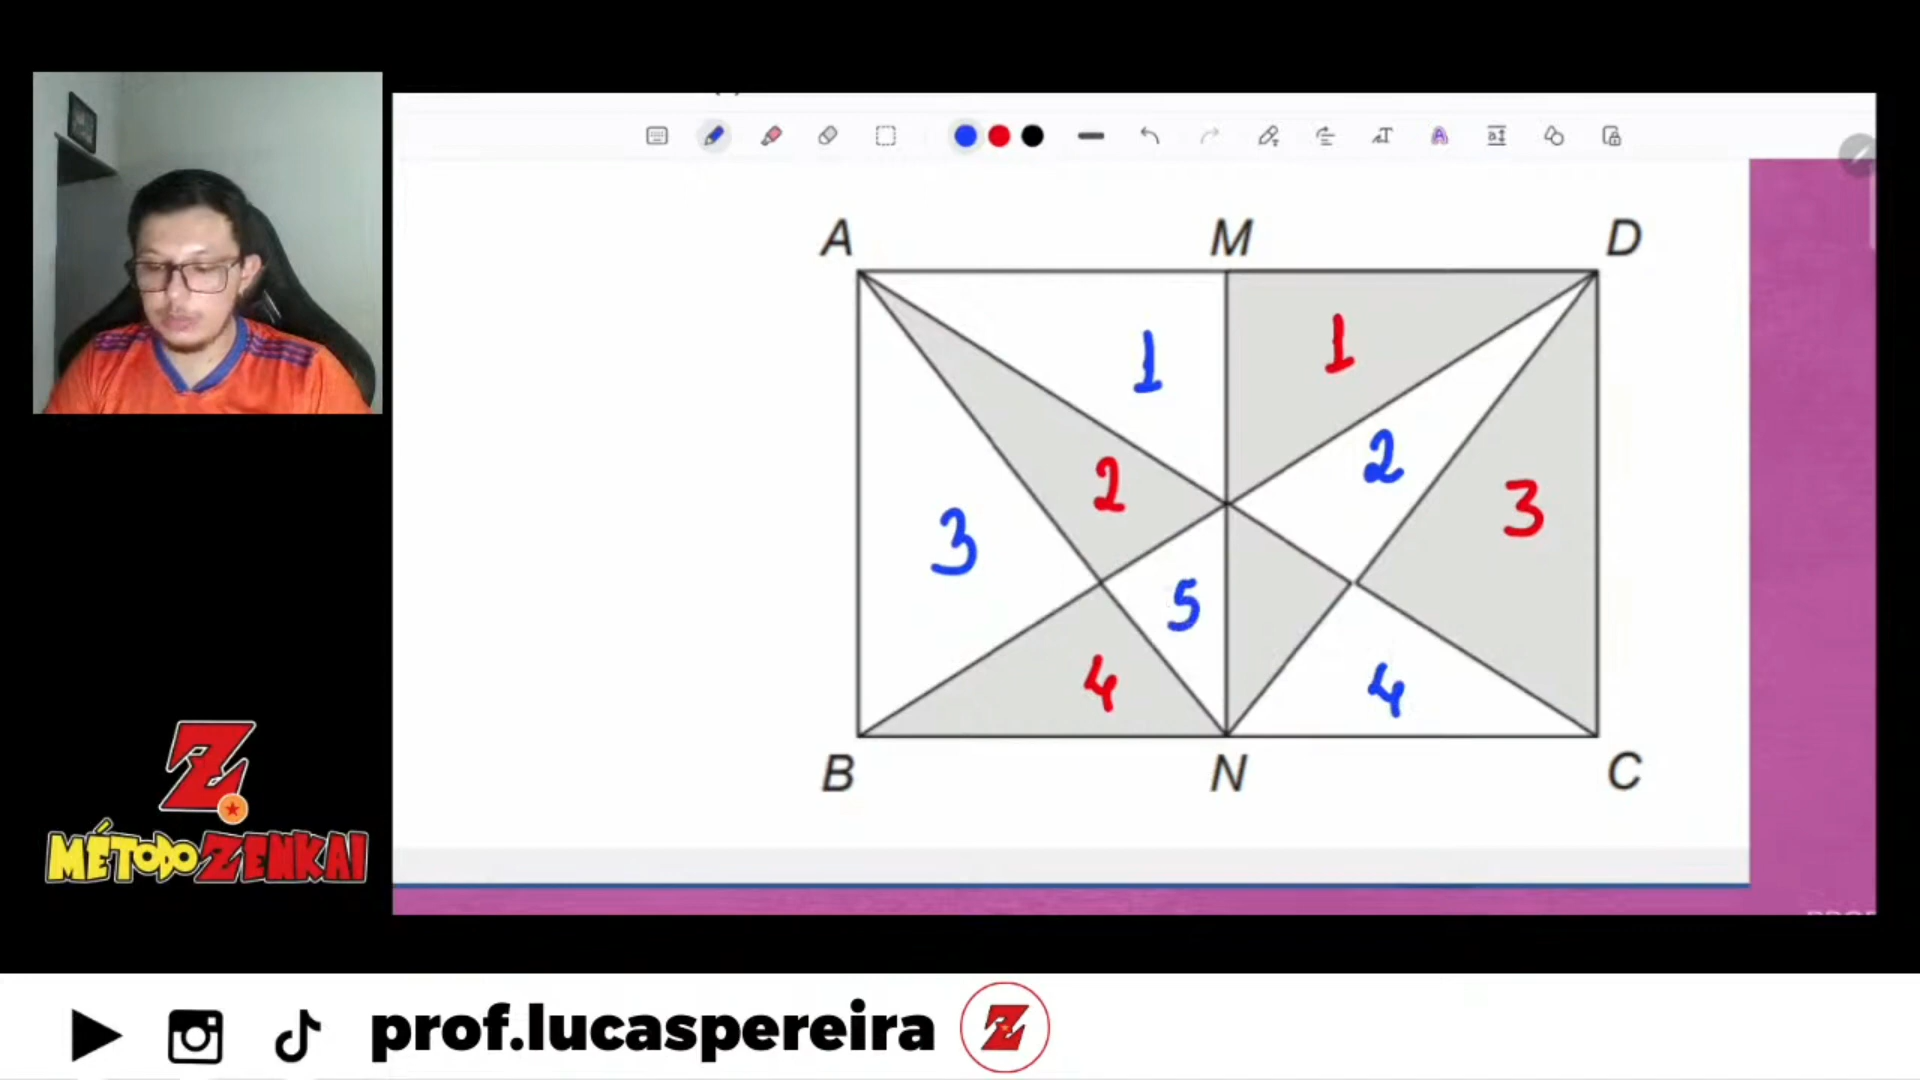 A M D
1 1
2
2
3
3
5
4 4
B N C
Z
MÉTODO ZENKAI
prof.lucaspereira Z